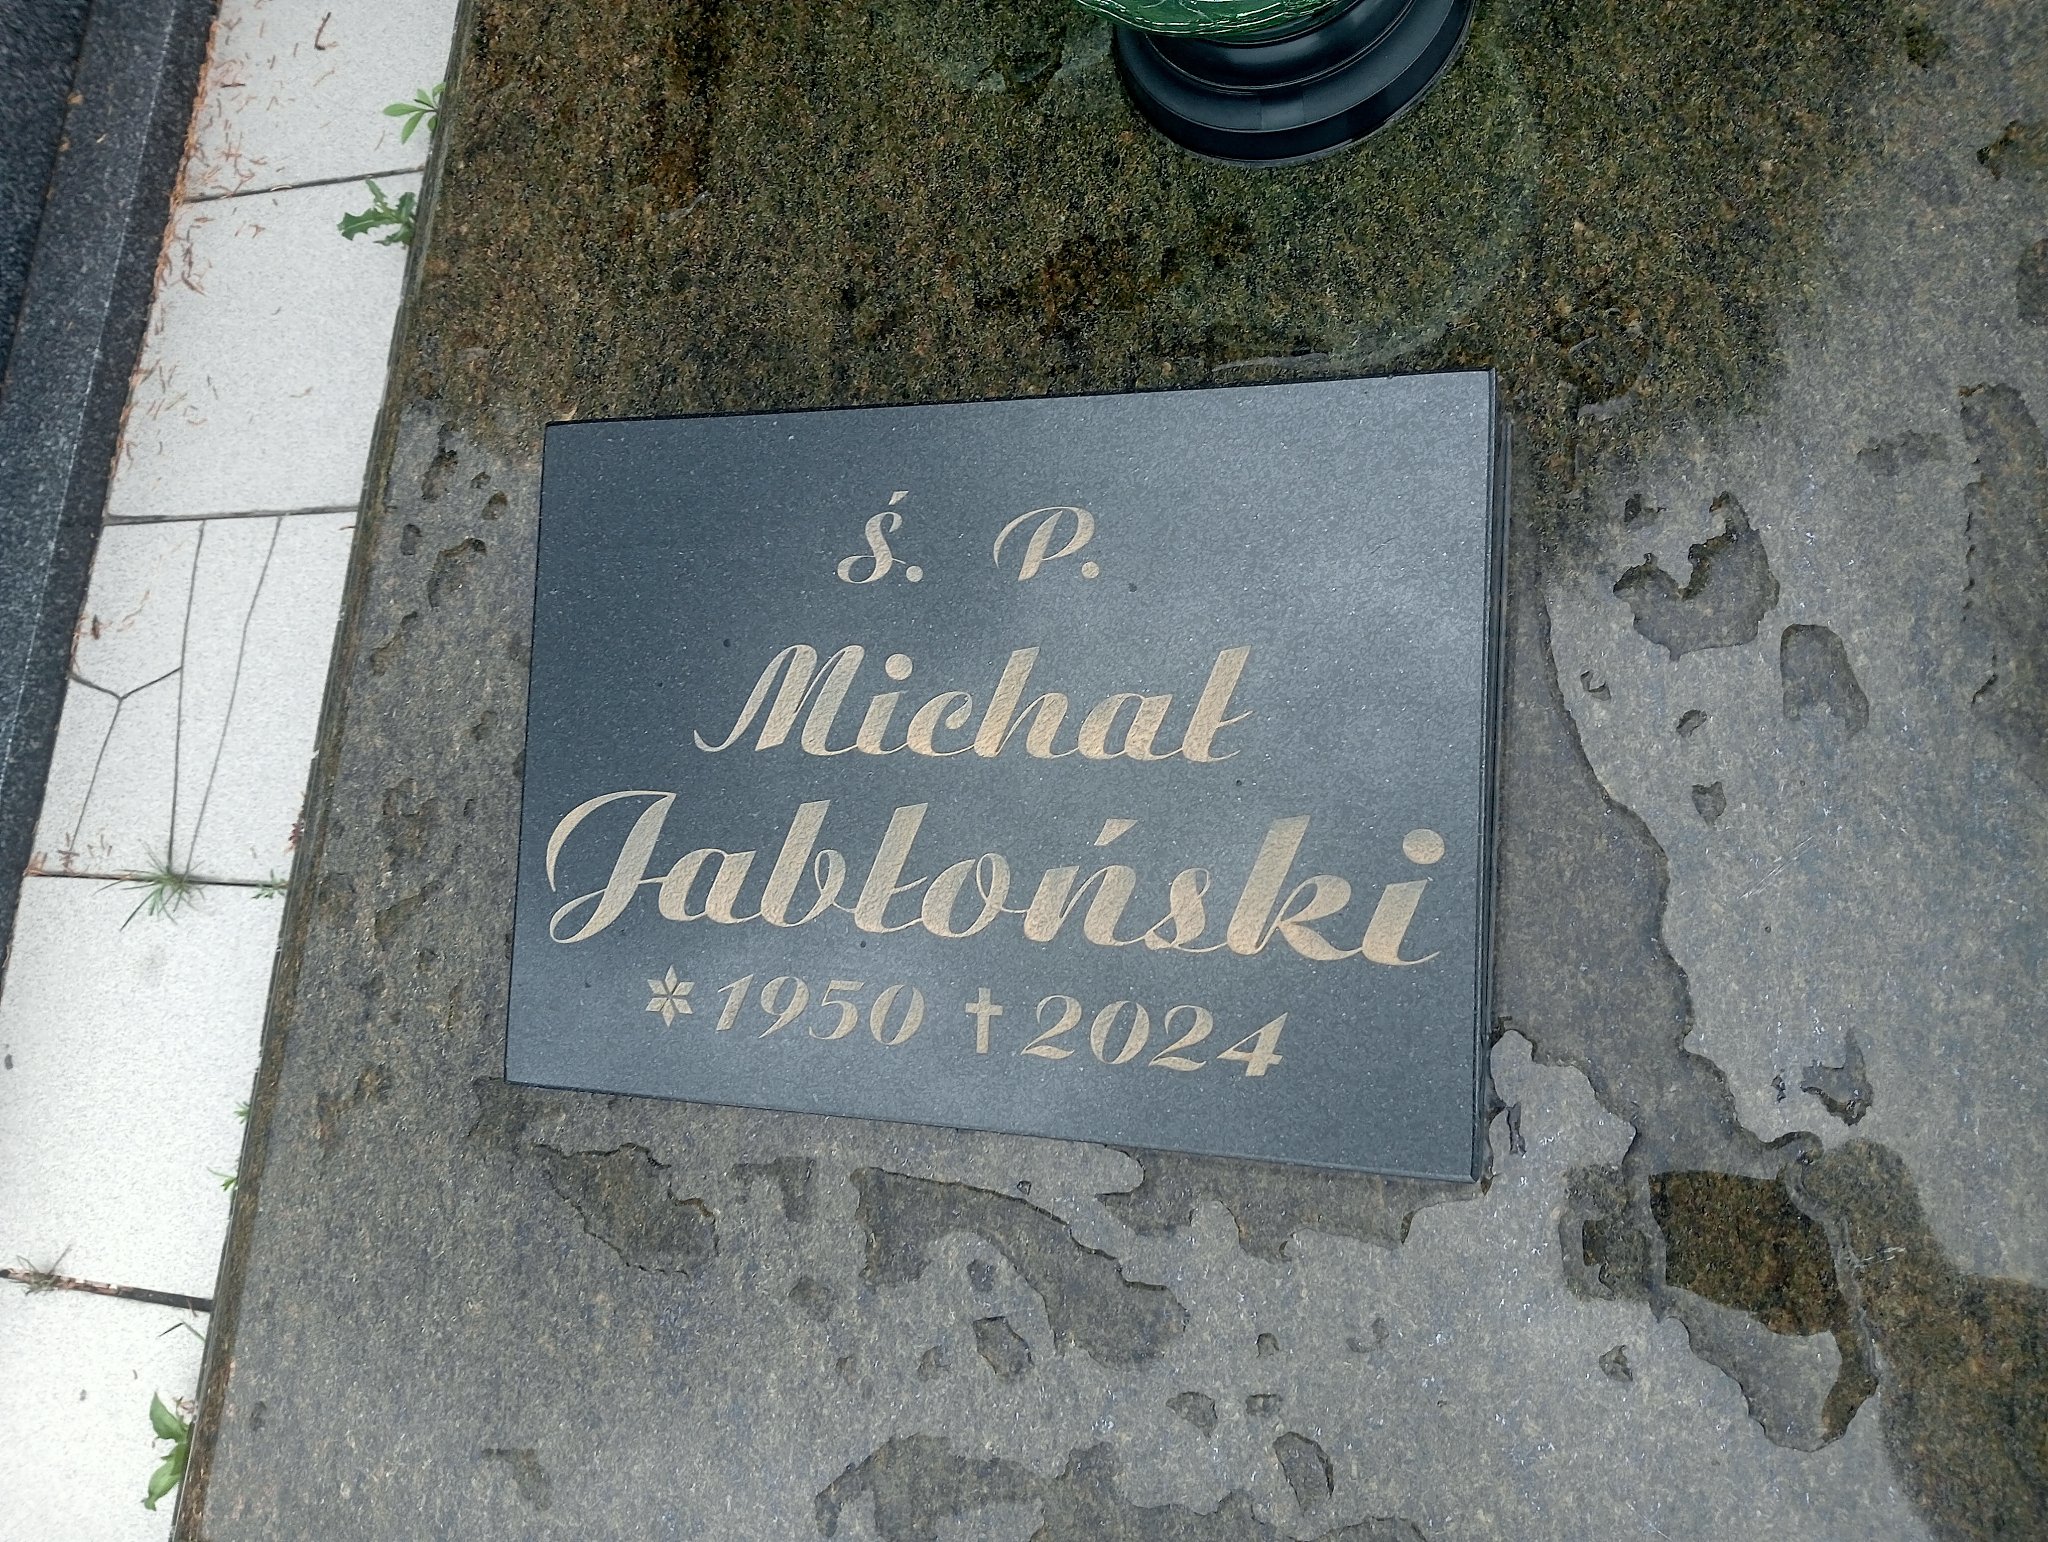 Ś. P.
Michał
Jabłoński
* 1950 † 2024